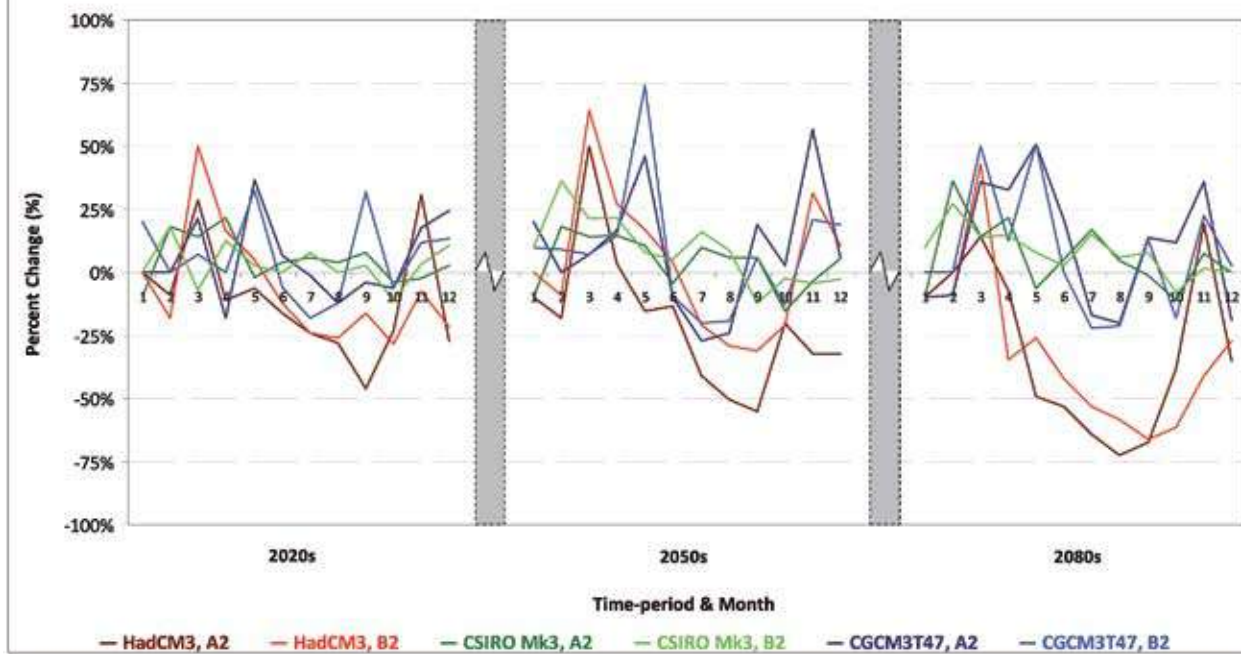 100%
75%
50%
25%
0%
-25%
-50%
-75%
-100%
Percent Change (%)
1 2 3 4 5 6 7 8 9 10 11 12
1 2 3 4 5 6 7 8 9 10 11 12
1 2 3 4 5 6 7 8 9 10 11 12
2020s 2050s 2080s
Time-period & Month
HadCM3, A2 HadCM3, B2 CSIRO Mk3, A2 CSIRO Mk3, B2 CGCM3T47, A2 CGCM3T47, B2